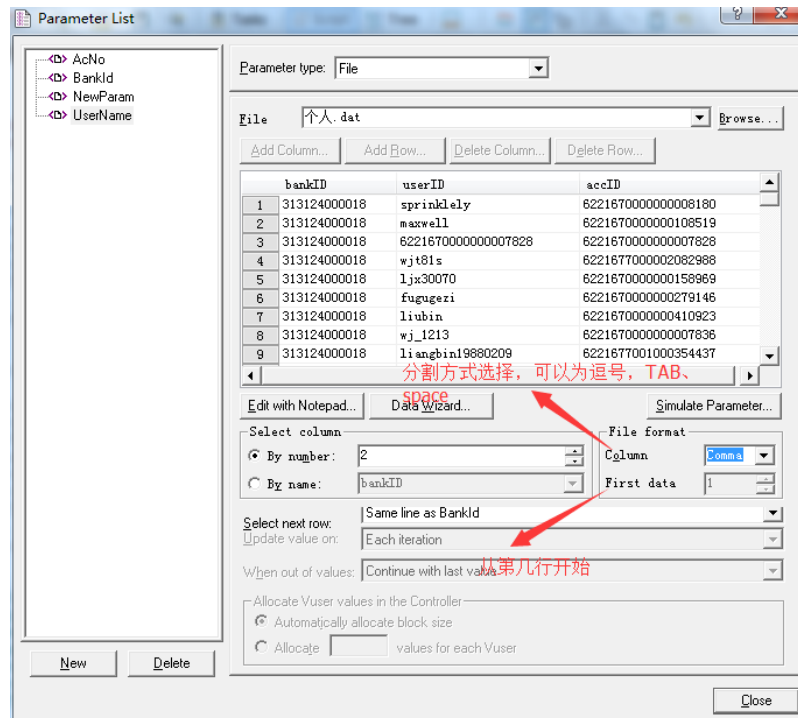 Parameter List
AcNo
BankId
NewParam
UserName
Parameter type: File
File 个人.dat Browse...
Add Column... Add Row... Delete Column... Delete Row...
bankID userID accID
1 313124000018 sprinklely 6221670000000008180
2 313124000018 maxwell 6221670000000108519
3 313124000018 6221670000000007828 6221670000000007828
4 313124000018 wjt81s 6221677000002082988
5 313124000018 ljx30070 6221670000000158969
6 313124000018 fugugezi 6221670000000279146
7 313124000018 liubin 6221670000000410923
8 313124000018 wj_1213 6221670000000007836
9 313124000018 liangbin19880209 6221677001000354437
分割方式选择，可以为逗号，TAB、
space
Edit with Notepad... Data Wizard... Simulate Parameter...
Select column File format
By number: 2 Column Comma
By name: bankID First data 1
Select next row: Same line as BankId
Update value on: Each iteration
When out of values: Continue with last value
从第几行开始
Allocate Vuser values in the Controller
Automatically allocate block size
Allocate values for each Vuser
New Delete
Close